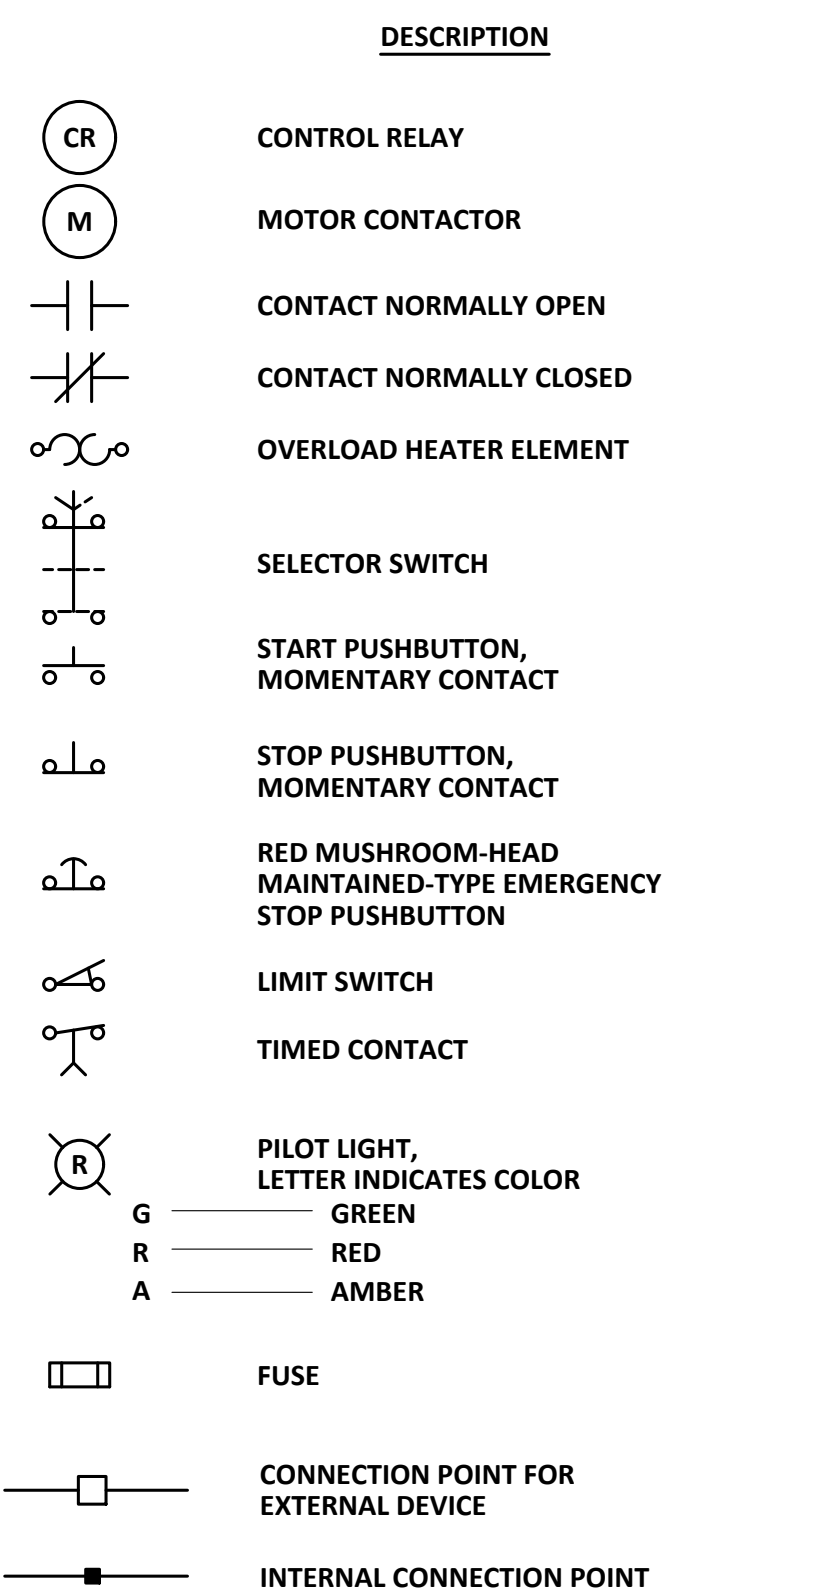 DESCRIPTION
CR CONTROL RELAY
M MOTOR CONTACTOR
CONTACT NORMALLY OPEN
CONTACT NORMALLY CLOSED
OVERLOAD HEATER ELEMENT
SELECTOR SWITCH
START PUSHBUTTON,
MOMENTARY CONTACT
STOP PUSHBUTTON,
MOMENTARY CONTACT
RED MUSHROOM-HEAD
MAINTAINED-TYPE EMERGENCY
STOP PUSHBUTTON
LIMIT SWITCH
TIMED CONTACT
R PILOT LIGHT,
LETTER INDICATES COLOR
G GREEN
R RED
A AMBER
FUSE
CONNECTION POINT FOR
EXTERNAL DEVICE
INTERNAL CONNECTION POINT